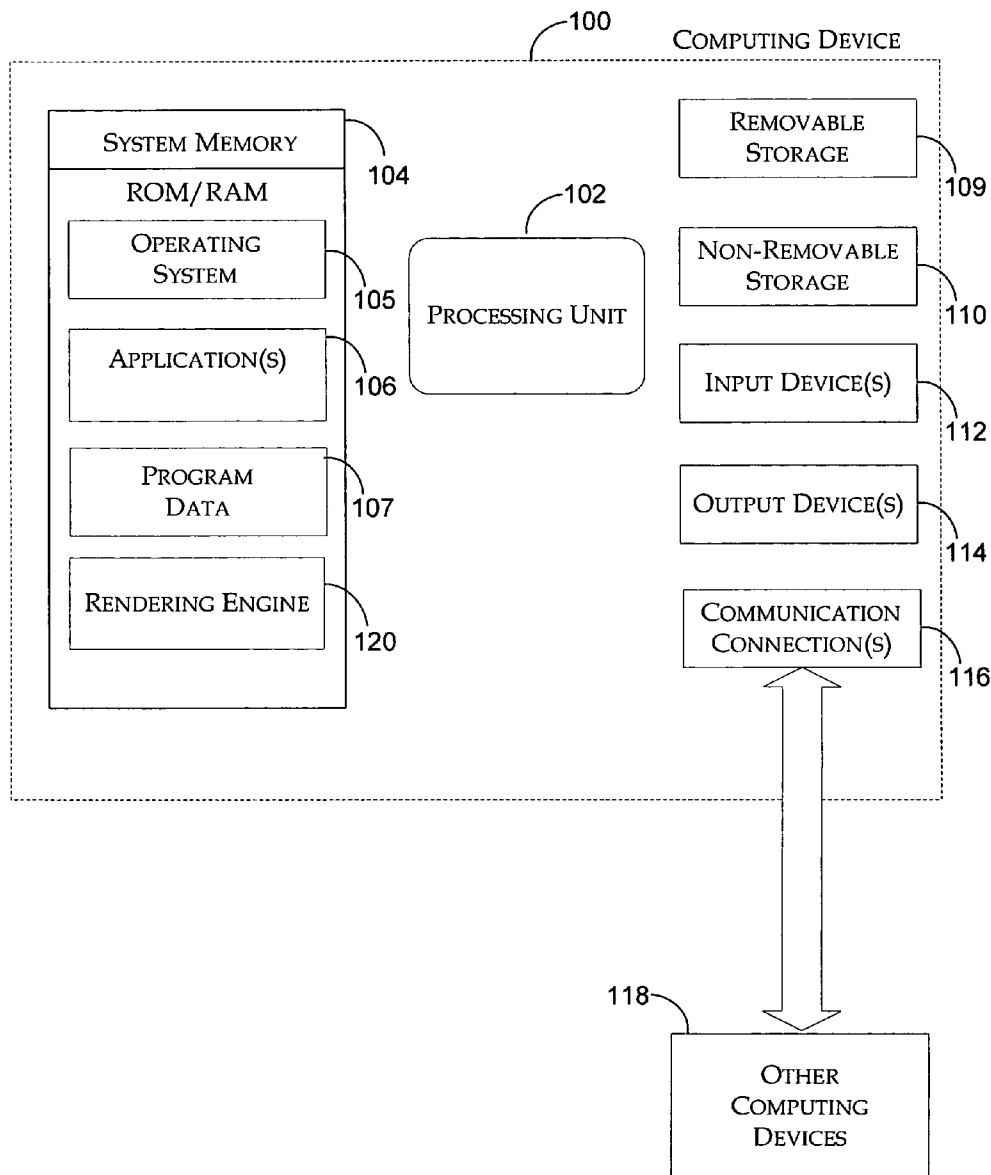 100
COMPUTING DEVICE
SYSTEM MEMORY
104
ROM/RAM
OPERATING
SYSTEM
105
APPLICATION(S)
106
PROGRAM
DATA
107
RENDERING ENGINE
120
102
PROCESSING UNIT
REMOVABLE
STORAGE
109
NON-REMOVABLE
STORAGE
110
INPUT DEVICE(S)
112
OUTPUT DEVICE(S)
114
COMMUNICATION
CONNECTION(S)
116
118
OTHER
COMPUTING
DEVICES